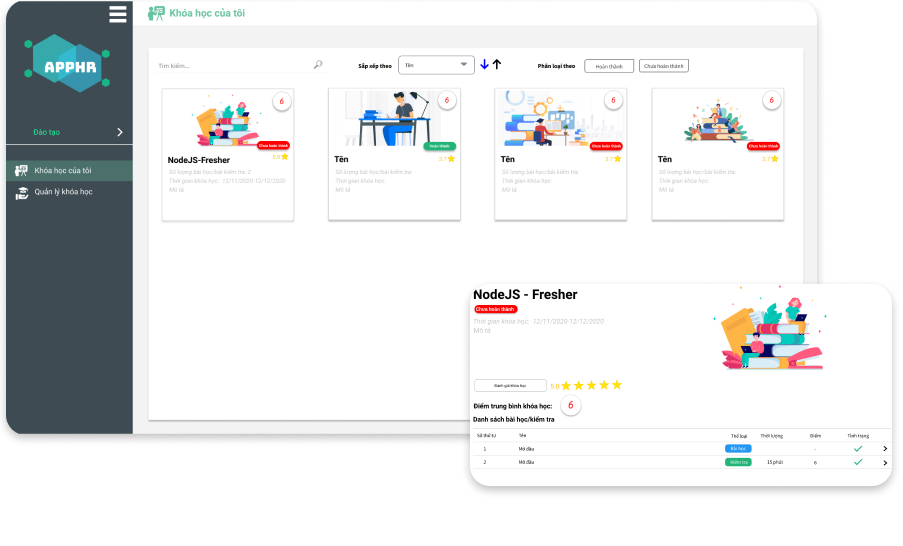 Khóa học của tôi
APPHR
Đào tạo
Khóa học của tôi
Quản lý khóa học
Tìm kiếm...
Sắp xếp theo
Tên
Phân loại theo
Hoàn thành
Chưa hoàn thành
6
Chưa hoàn thành
NodeJS-Fresher
5.0
Số lượng bài học/bài kiểm tra: 2
Thời gian khóa học: 12/11/2020-12/12/2020
Mô tả
6
Hoàn thành
Tên
3.7
Số lượng bài học/bài kiểm tra:
Thời gian khóa học:
Mô tả
6
Chưa hoàn thành
Tên
3.7
Số lượng bài học/bài kiểm tra:
Thời gian khóa học:
Mô tả
6
Chưa hoàn thành
Tên
3.7
Số lượng bài học/bài kiểm tra:
Thời gian khóa học:
Mô tả
NodeJS - Fresher
Chưa hoàn thành
Thời gian khóa học: 12/11/2020-12/12/2020
Mô tả
Đánh giá khóa học
5.0
Điểm trung bình khóa học:
6
Danh sách bài học/kiểm tra
Số thứ tự Tên Thể loại Thời lượng Điểm Tình trạng
1 Mở đầu Bài học -
2 Mở đầu Kiểm tra 15 phút 6